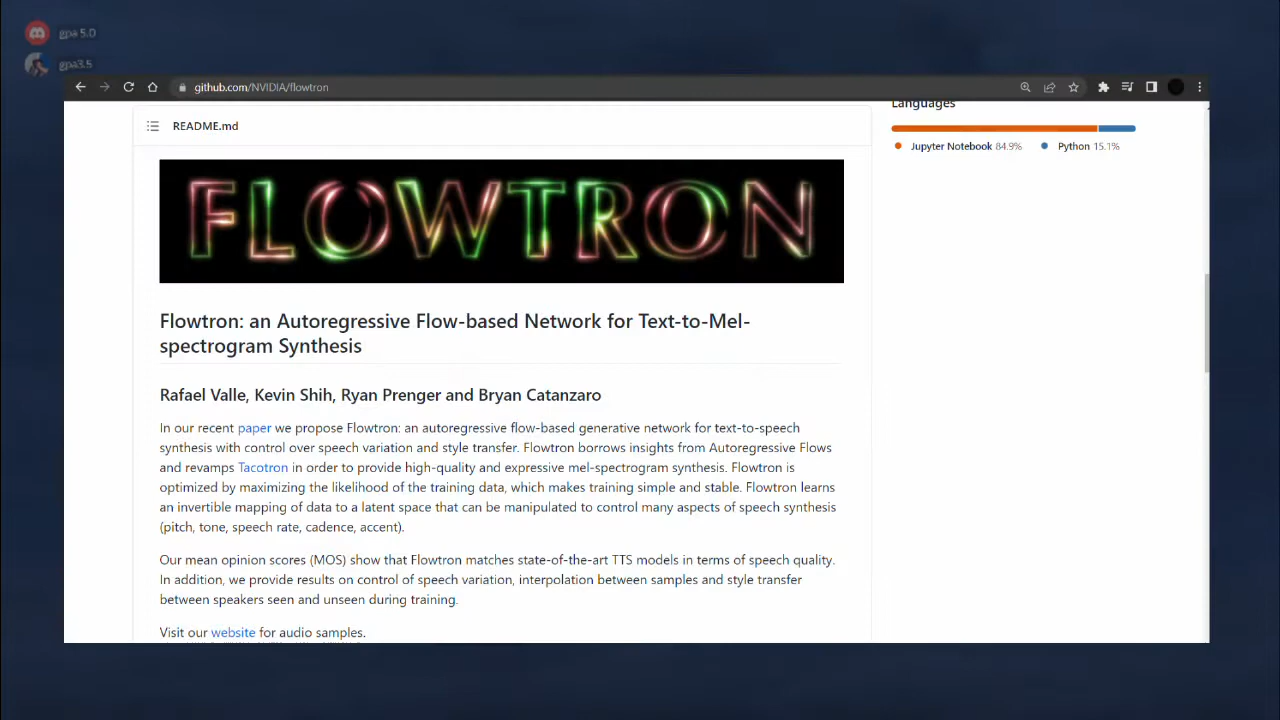 gpa 5.0
gpa3.5
github.com/NVIDIA/flowtron
Languages
Jupyter Notebook 84.9% Python 15.1%
README.md
FLOWTRON
Flowtron: an Autoregressive Flow-based Network for Text-to-Mel-
spectrogram Synthesis
Rafael Valle, Kevin Shih, Ryan Prenger and Bryan Catanzaro
In our recent paper we propose Flowtron: an autoregressive flow-based generative network for text-to-speech
synthesis with control over speech variation and style transfer. Flowtron borrows insights from Autoregressive Flows
and revamps Tacotron in order to provide high-quality and expressive mel-spectrogram synthesis. Flowtron is
optimized by maximizing the likelihood of the training data, which makes training simple and stable. Flowtron learns
an invertible mapping of data to a latent space that can be manipulated to control many aspects of speech synthesis
(pitch, tone, speech rate, cadence, accent).
Our mean opinion scores (MOS) show that Flowtron matches state-of-the-art TTS models in terms of speech quality.
In addition, we provide results on control of speech variation, interpolation between samples and style transfer
between speakers seen and unseen during training.
Visit our website for audio samples.